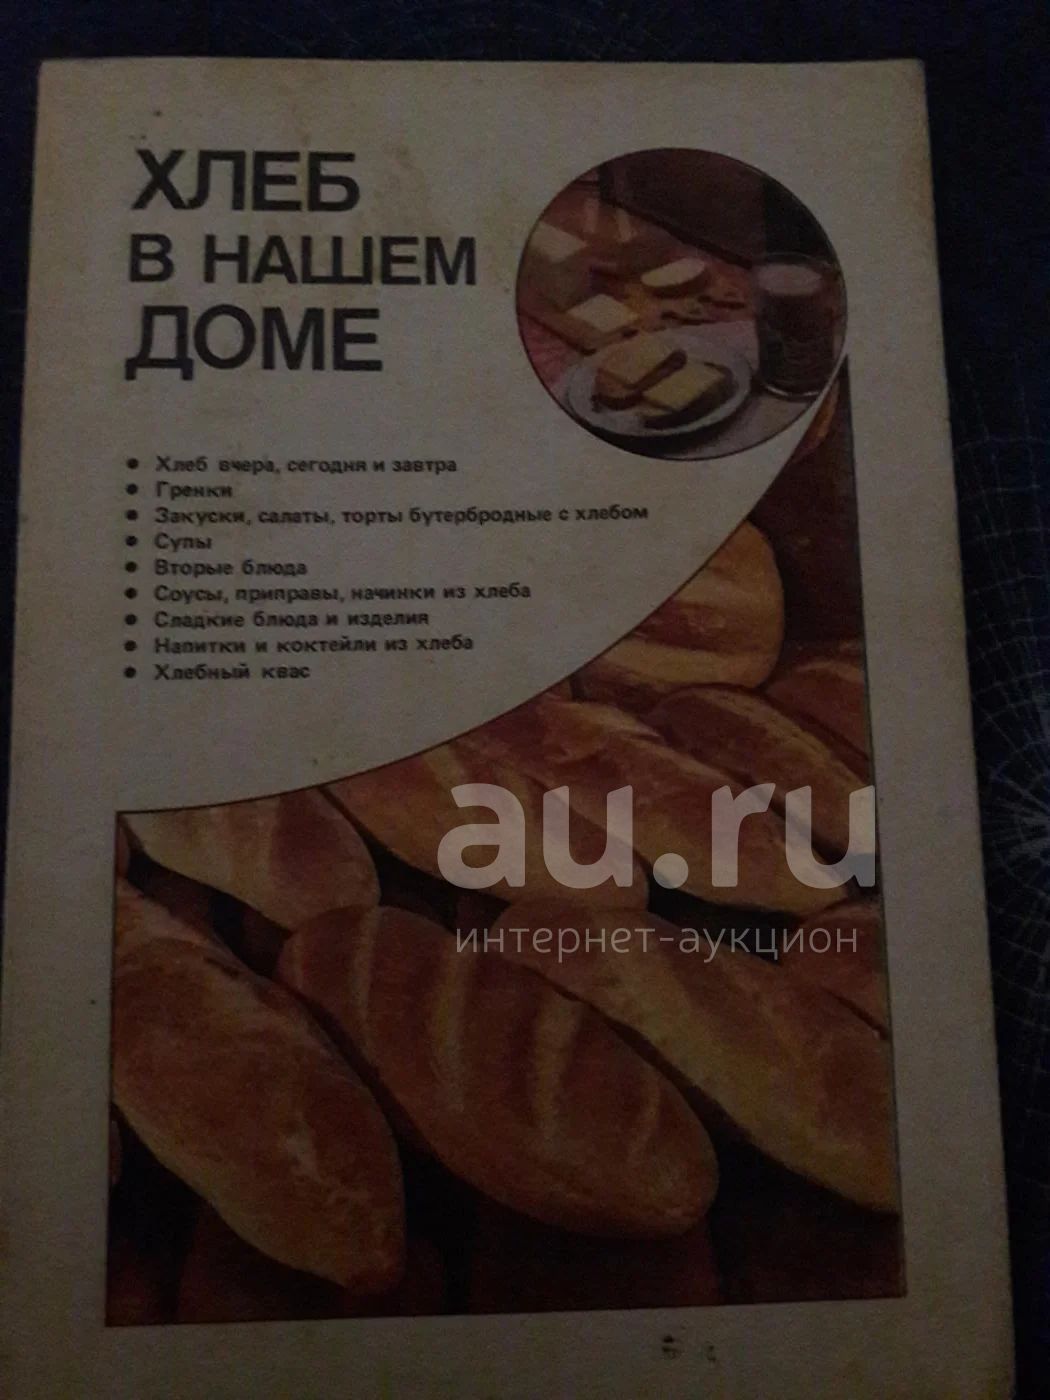 ХЛЕБ
В НАШЕМ
ДОМЕ
● Хлеб вчера, сегодня и завтра
● Гренки
● Закуски, салаты, торты бутербродные с хлебом
● Супы
● Вторые блюда
● Соусы, приправы, начинки из хлеба
● Сладкие блюда и изделия
● Напитки и коктейли из хлеба
● Хлебный квас
au.ru
интернет-аукцион